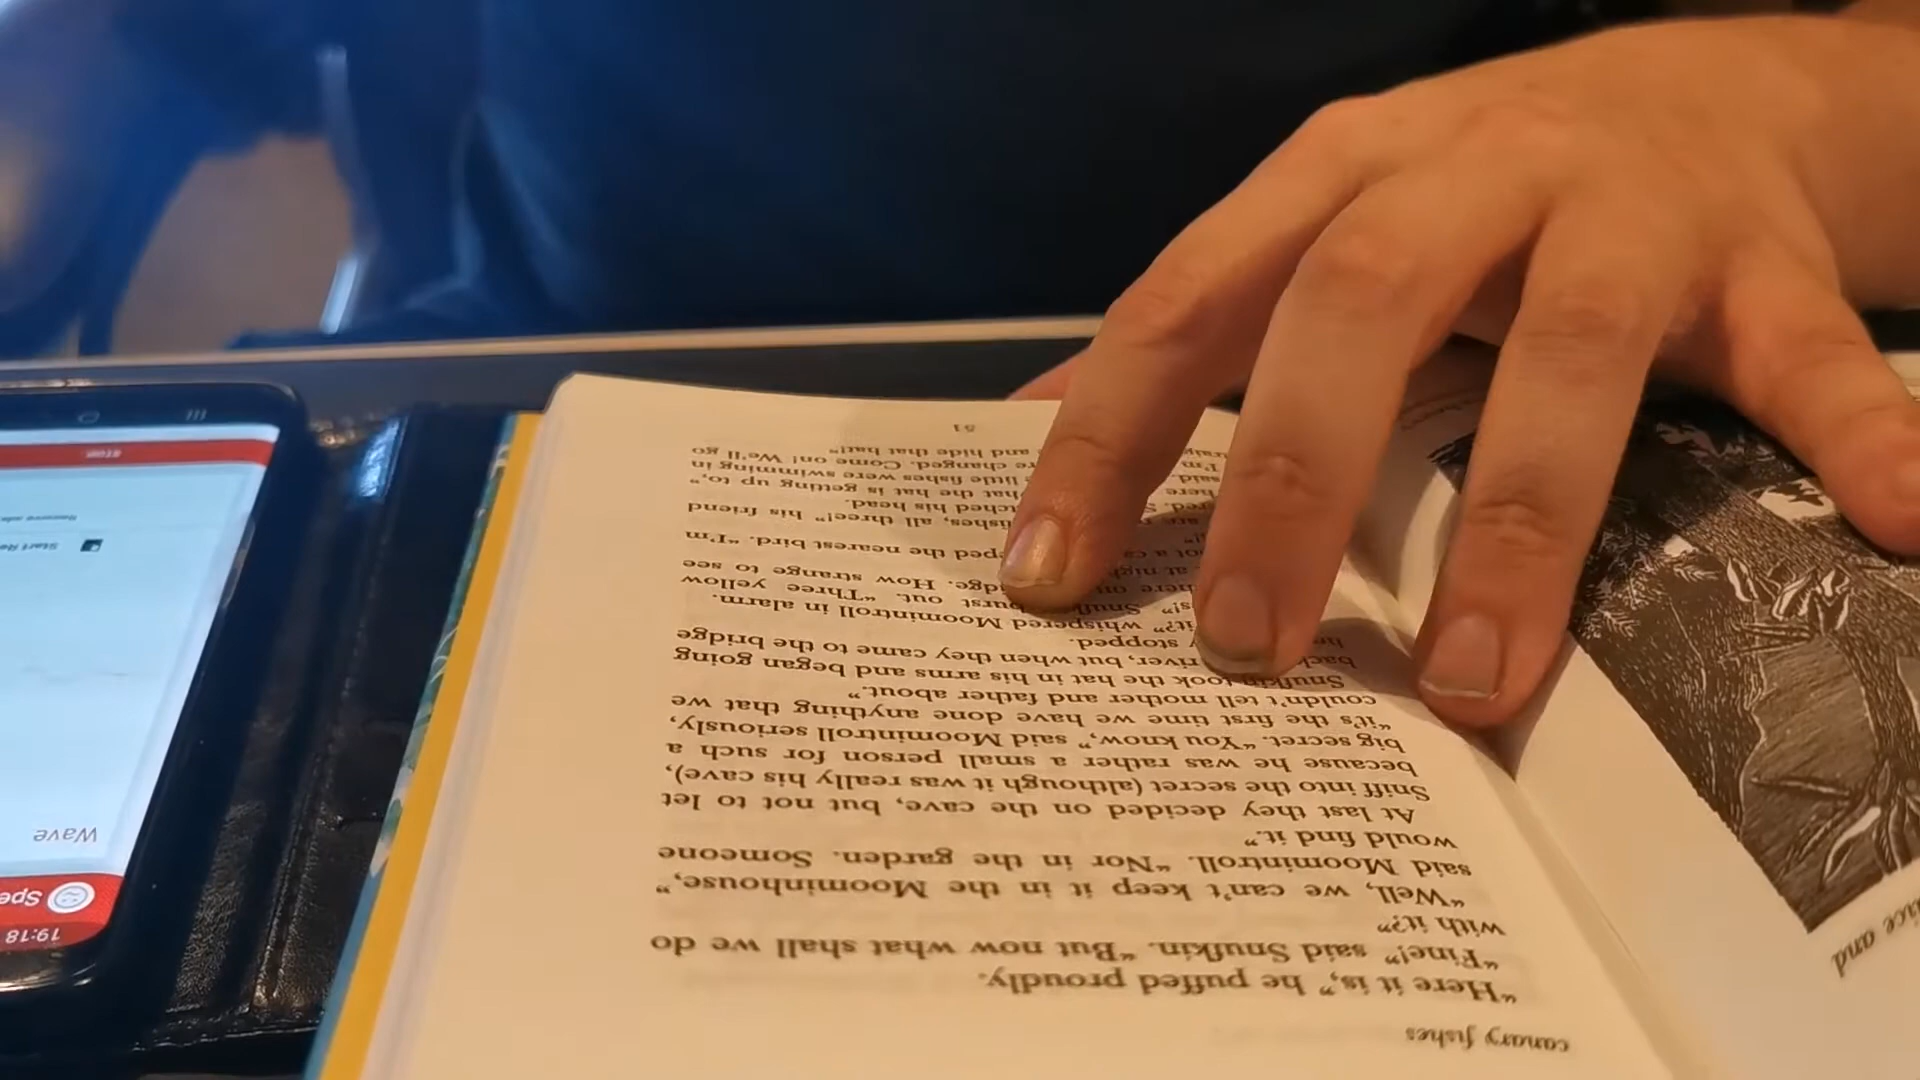 canary fishes
"Here it is," he puffed proudly.
"Fine!" said Snufkin. "But now what shall we do
with it?"
"Well, we can't keep it in the Moominhouse,"
said Moomintroll. "Nor in the garden. Someone
would find it."
At last they decided on the cave, but not to let
Sniff into the secret (although it was really his cave),
because he was rather a small person for such a
big secret. "You know," said Moomintroll seriously,
"it's the first time we have done anything that we
couldn't tell mother and father about."
Snufkin took the hat in his arms and began going
back river, but when they came to the bridge
he stopped.
it?" whispered Moomintroll in alarm.
burst out. "Three yellow
there How strange to see
at
not a the nearest bird. "I'm
all three!" his friend
his head.
here that the hat is getting up to,"
said little fishes were swimming in
"I'm changed. Come on! We'll go
and hide that hat!"
51
and
19:18
Wave
STOP